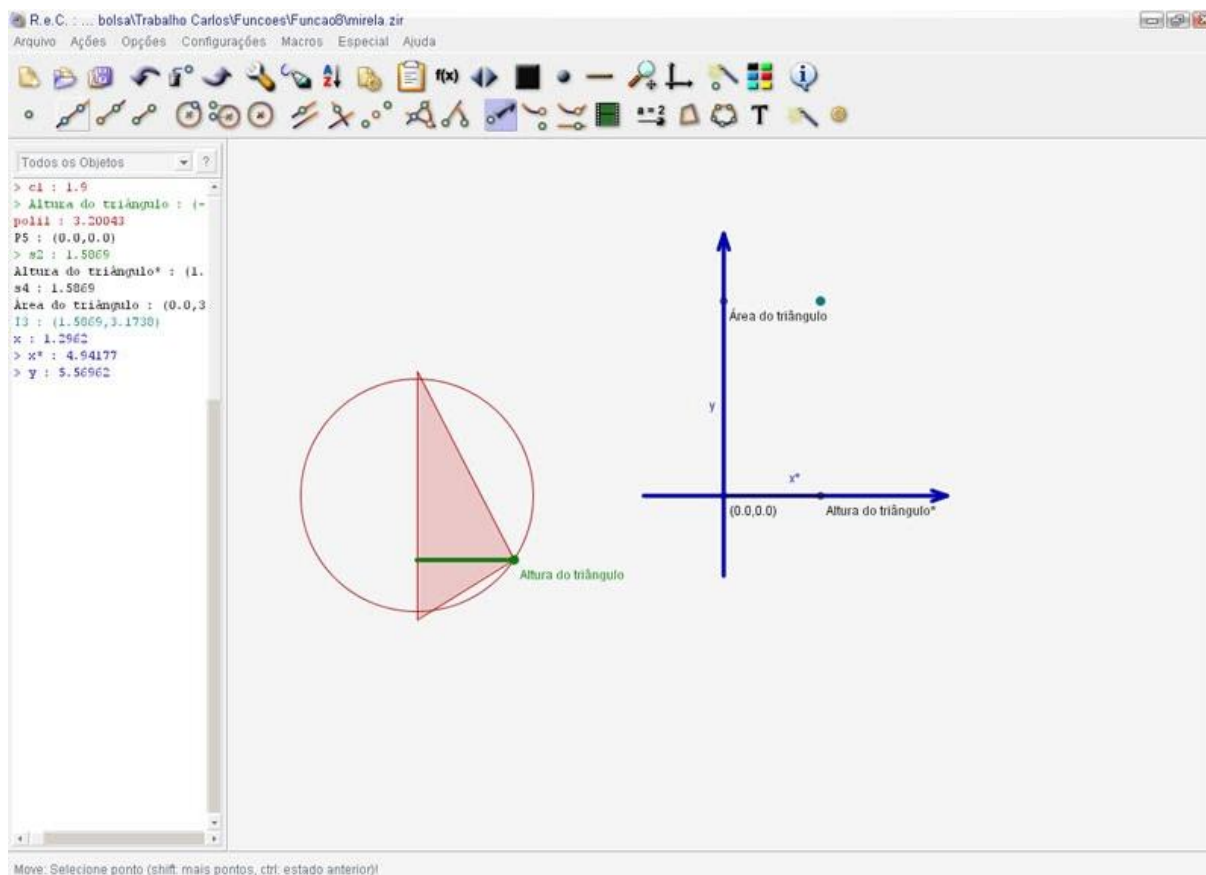 R.e.C. : ... bolsa\Trabalho Carlos\Funcoes\Funcao8\mirela.zir
Arquivo Ações Opções Configurações Macros Especial Ajuda
f(x)
a=2 T
Todos os Objetos ?
> c1 : 1.9
> Altura do triângulo : (-
poli1 : 3.20043
P5 : (0.0,0.0)
> s2 : 1.5869
Altura do triângulo* : (1.
s4 : 1.5869
Área do triângulo : (0.0,3
I3 : (1.5869,3.1738)
x : 1.2962
> x* : 4.94177
> y : 5.56962
Área do triângulo
y
x*
(0.0,0.0) Altura do triângulo*
Altura do triângulo
Move: Selecione ponto (shift: mais pontos, ctrl: estado anterior)!